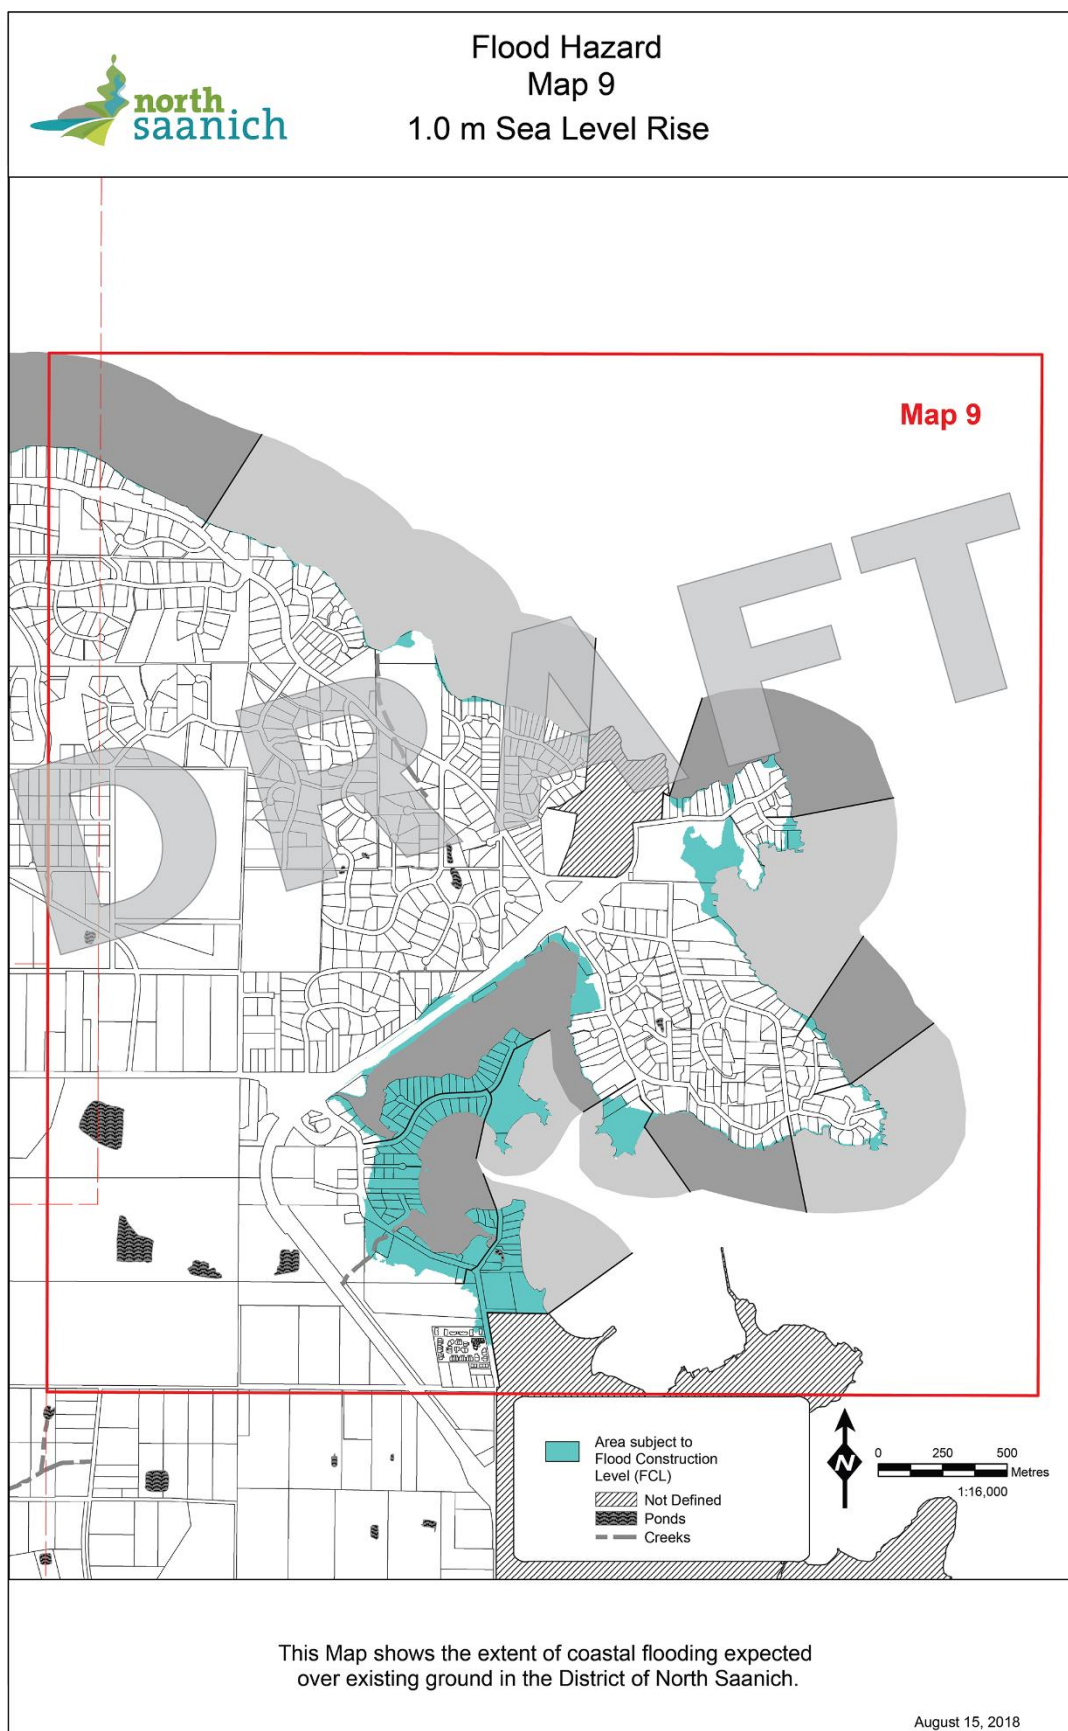 north
saanich
Flood Hazard
Map 9
1.0 m Sea Level Rise
Map 9
DRAFT
Area subject to
Flood Construction
Level (FCL)
Not Defined
Ponds
Creeks
N
0 250 500
Metres
1:16,000
This Map shows the extent of coastal flooding expected
over existing ground in the District of North Saanich.
August 15, 2018